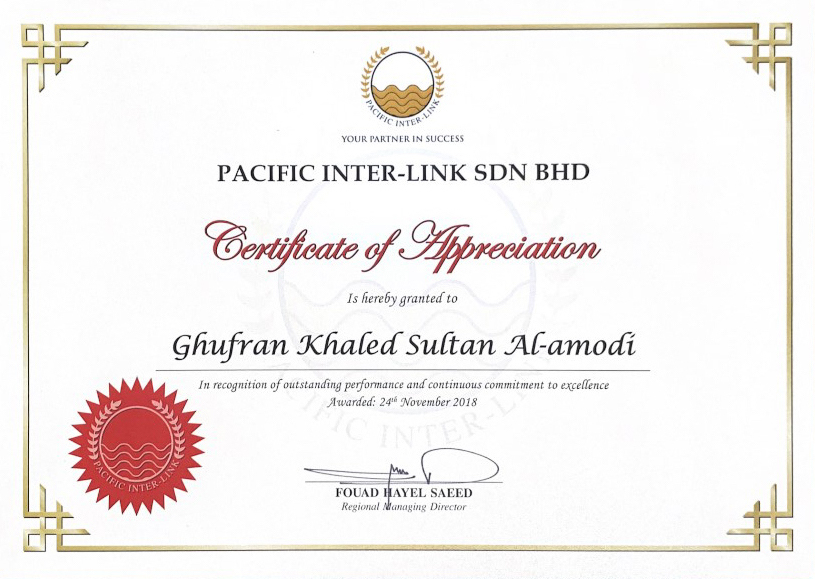 PACIFIC INTER-LINK
YOUR PARTNER IN SUCCESS
PACIFIC INTER-LINK SDN BHD
Certificate of Appreciation
Is hereby granted to
Ghufran Khaled Sultan Al-amodi
In recognition of outstanding performance and continuous commitment to excellence
Awarded: 24th November 2018
PACIFIC INTER-LINK
PACIFIC INTER-LINK
FOUAD HAYEL SAEED
Regional Managing Director